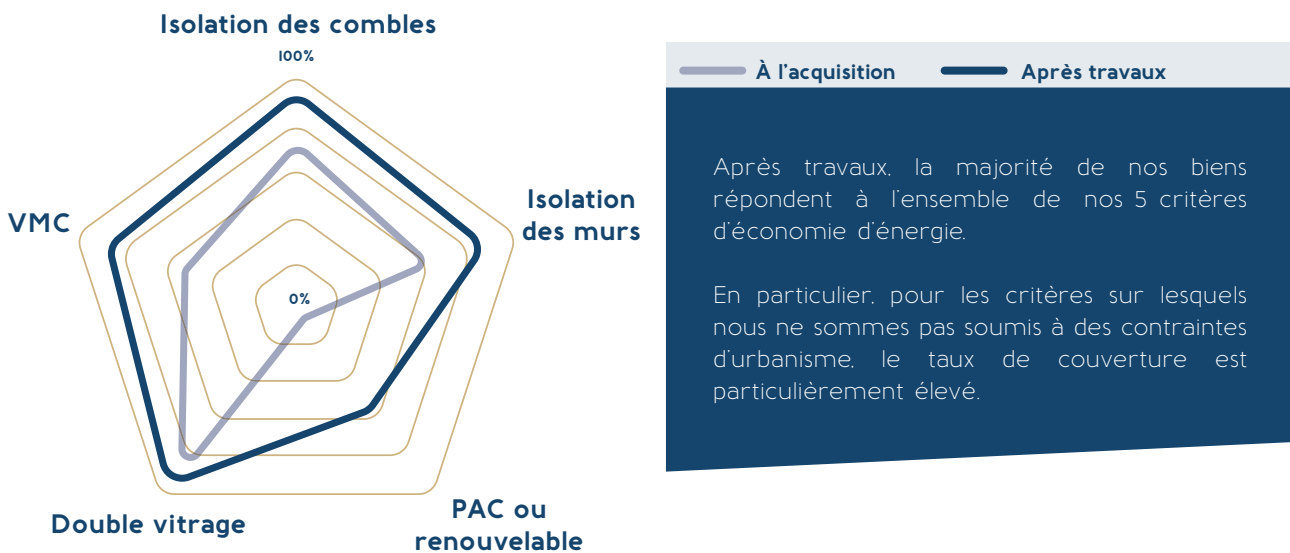 Isolation des combles
100%
Isolation
des murs
VMC
0%
Double vitrage
PAC ou
renouvelable
À l'acquisition
Après travaux
Après travaux, la majorité de nos biens
répondent à l'ensemble de nos 5 critères
d'économie d'énergie.
En particulier, pour les critères sur lesquels
nous ne sommes pas soumis à des contraintes
d'urbanisme, le taux de couverture est
particulièrement élevé.